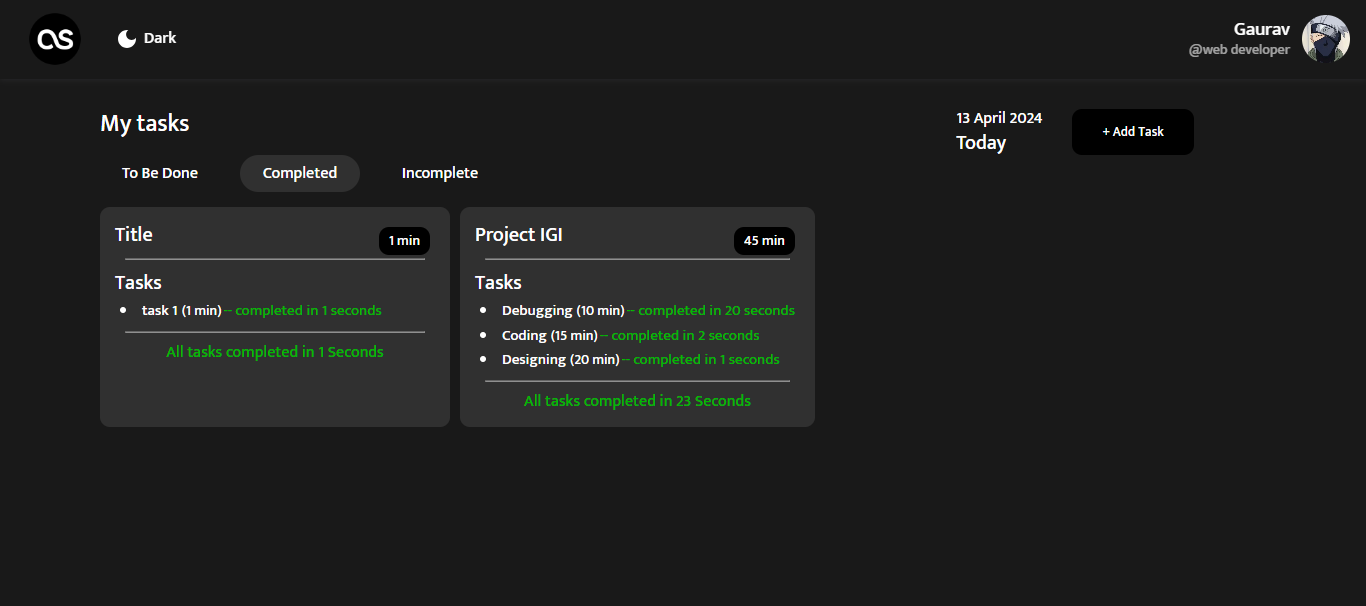 Dark
Gaurav
@web developer
My tasks
13 April 2024
Today
+ Add Task
To Be Done
Completed
Incomplete
Title
1 min
Tasks
• task 1 (1 min) -- completed in 1 seconds
All tasks completed in 1 Seconds
Project IGI
45 min
Tasks
• Debugging (10 min) -- completed in 20 seconds
• Coding (15 min) -- completed in 2 seconds
• Designing (20 min) -- completed in 1 seconds
All tasks completed in 23 Seconds